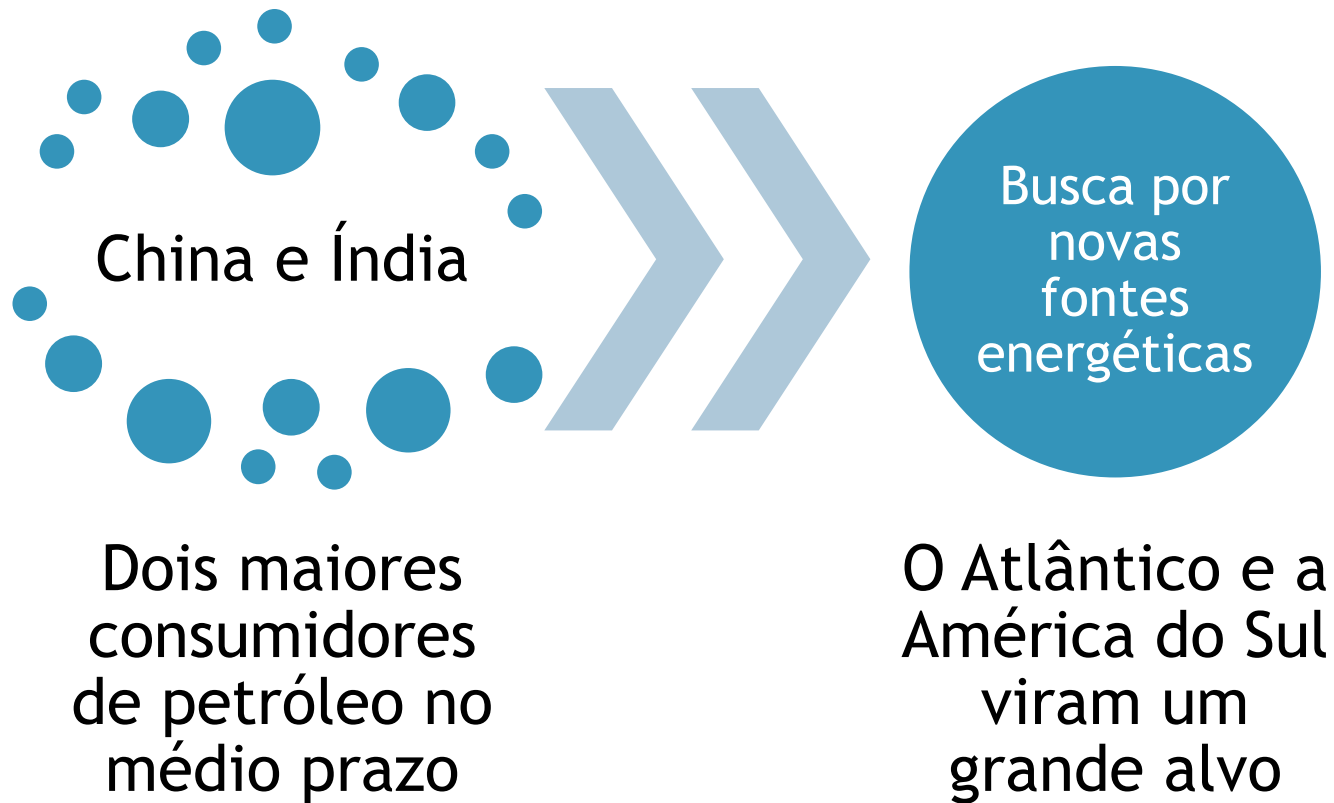 China e Índia
Dois maiores
consumidores
de petróleo no
médio prazo
Busca por
novas
fontes
energéticas
O Atlântico e a
América do Sul
viram um
grande alvo